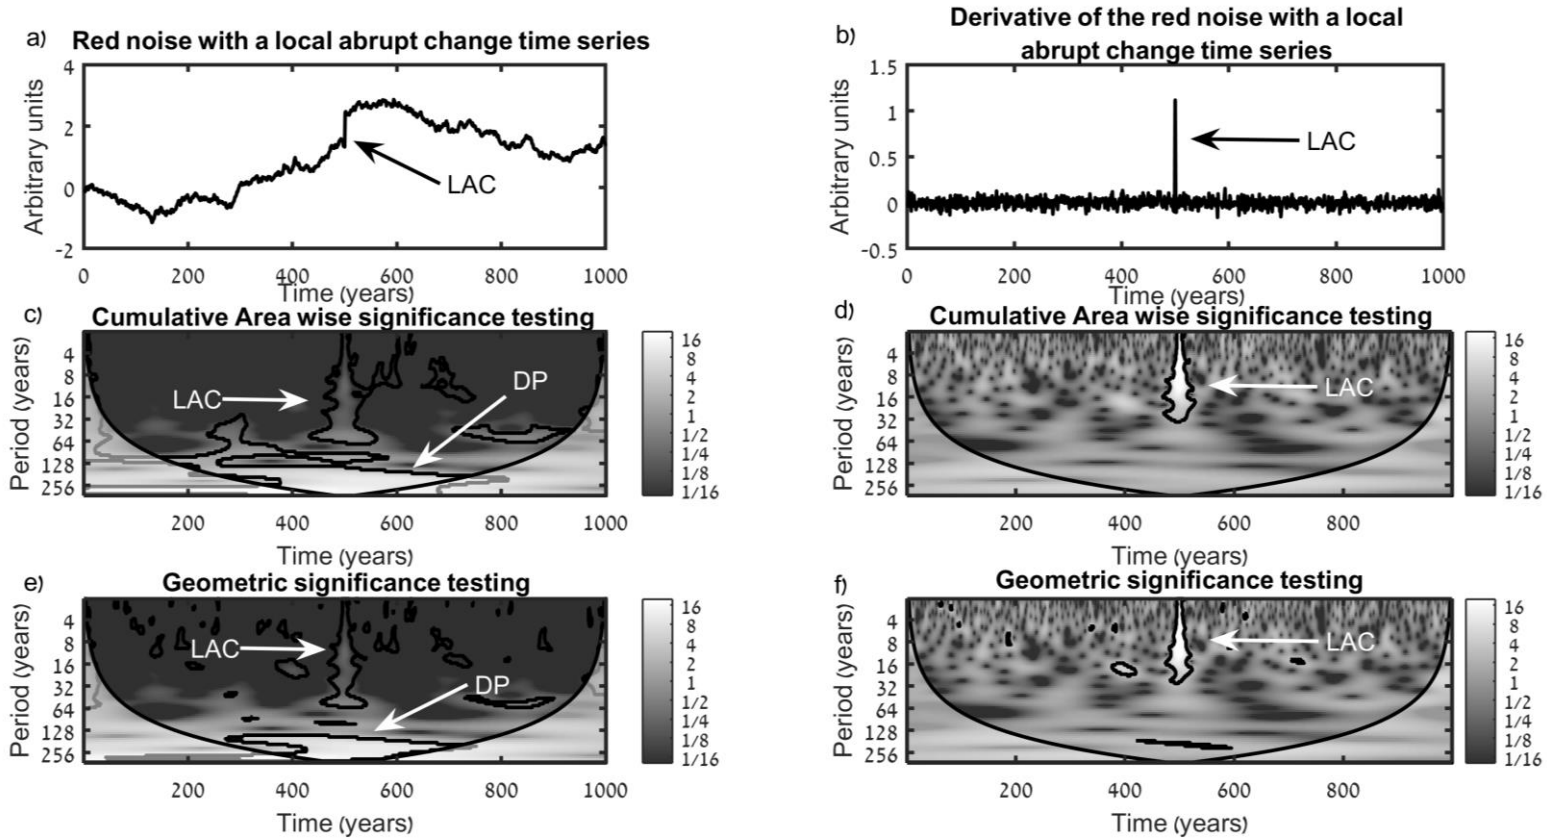 a) Red noise with a local abrupt change time series
4
2
0
-2
Arbitrary units
LAC
0 200 400 600 800 1000
Time (years)
b) Derivative of the red noise with a local
abrupt change time series
1.5
1
0.5
0
-0.5
Arbitrary units
LAC
0 200 400 600 800 1000
Time (years)
c) Cumulative Area wise significance testing
4
8
16
32
64
128
256
Period (years)
LAC
DP
200 400 600 800 1000
Time (years)
16
8
4
2
1
1/2
1/4
1/8
1/16
d) Cumulative Area wise significance testing
4
8
16
32
64
128
256
Period (years)
LAC
200 400 600 800
Time (years)
16
8
4
2
1
1/2
1/4
1/8
1/16
e) Geometric significance testing
4
8
16
32
64
128
256
Period (years)
LAC
DP
200 400 600 800 1000
Time (years)
16
8
4
2
1
1/2
1/4
1/8
1/16
f) Geometric significance testing
4
8
16
32
64
128
256
Period (years)
LAC
200 400 600 800
Time (years)
16
8
4
2
1
1/2
1/4
1/8
1/16